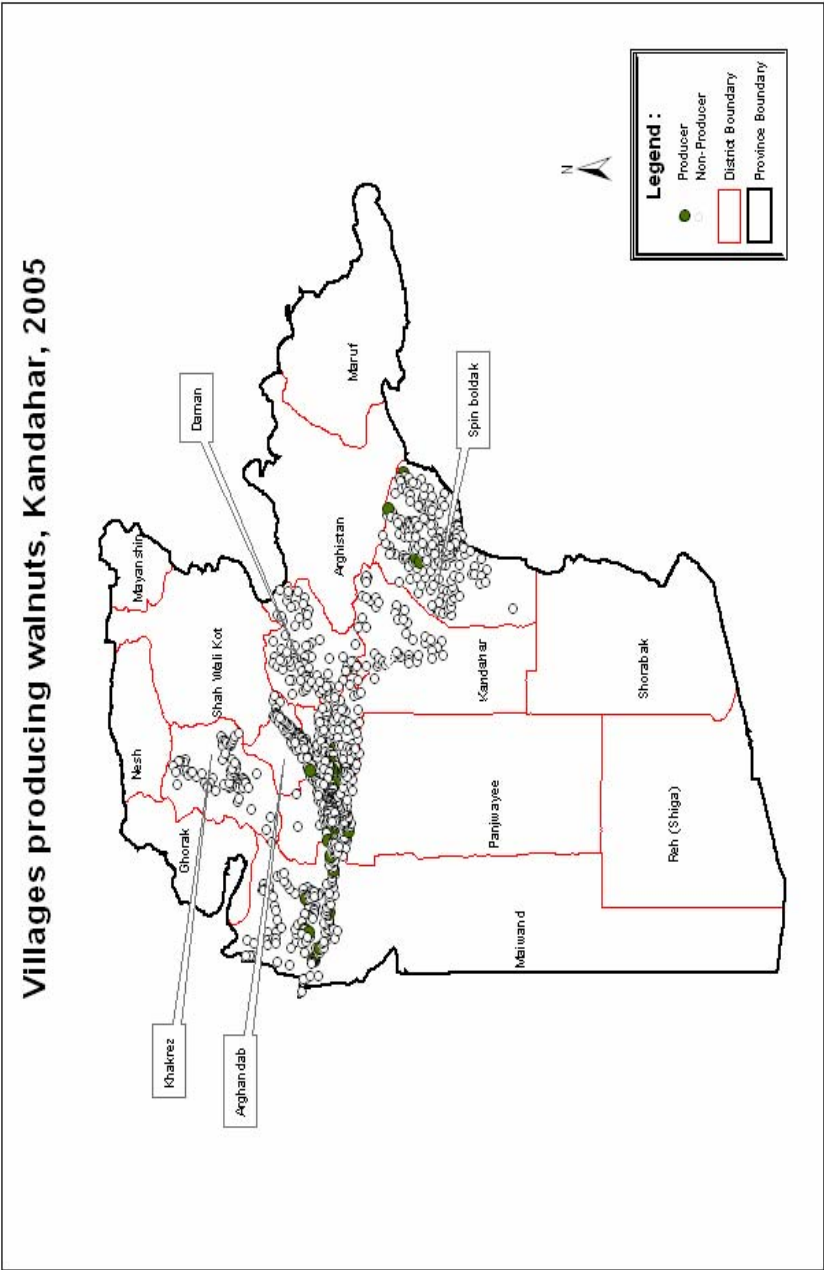 Villages producing walnuts, Kandahar, 2005
Khakrez
Arghandab
Daman
Spin boldak
Mayanshin
Nesh
Shah Wali Kot
Ghorak
Maruf
Arghistan
Kandahar
Panjwayee
Maiwand
Shorabak
Reh (Shiga)
N
Legend :
Producer
Non-Producer
District Boundary
Province Boundary